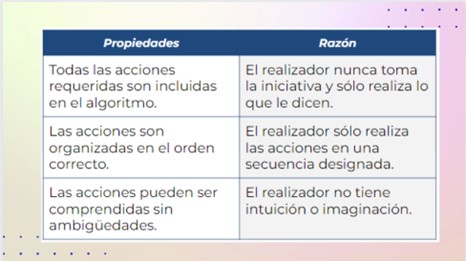 Propiedades
Razón
Todas las acciones
requeridas son incluidas
en el algoritmo.
El realizador nunca toma
la iniciativa y sólo realiza lo
que le dicen.
Las acciones son
organizadas en el orden
correcto.
El realizador sólo realiza
las acciones en una
secuencia designada.
Las acciones pueden ser
comprendidas sin
ambigüedades.
El realizador no tiene
intuición o imaginación.